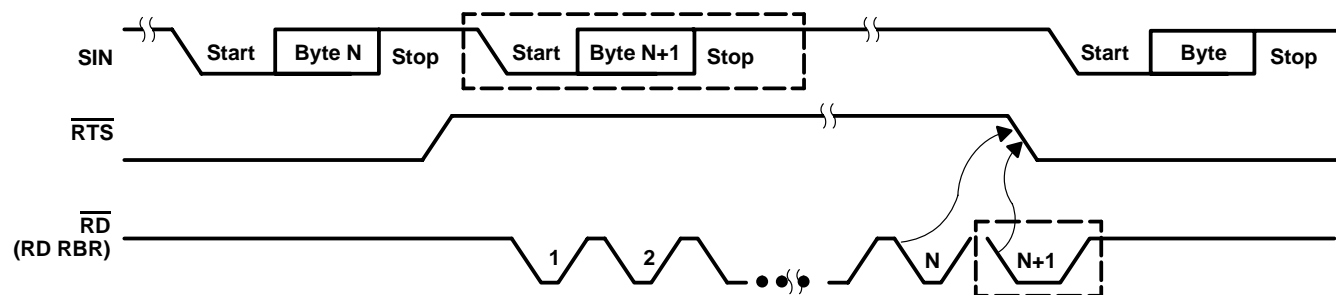 SIN
Start
Byte N
Stop
Start
Byte N+1
Stop
Start
Byte
Stop
RTS
RD
(RD RBR)
1
2
N
N+1